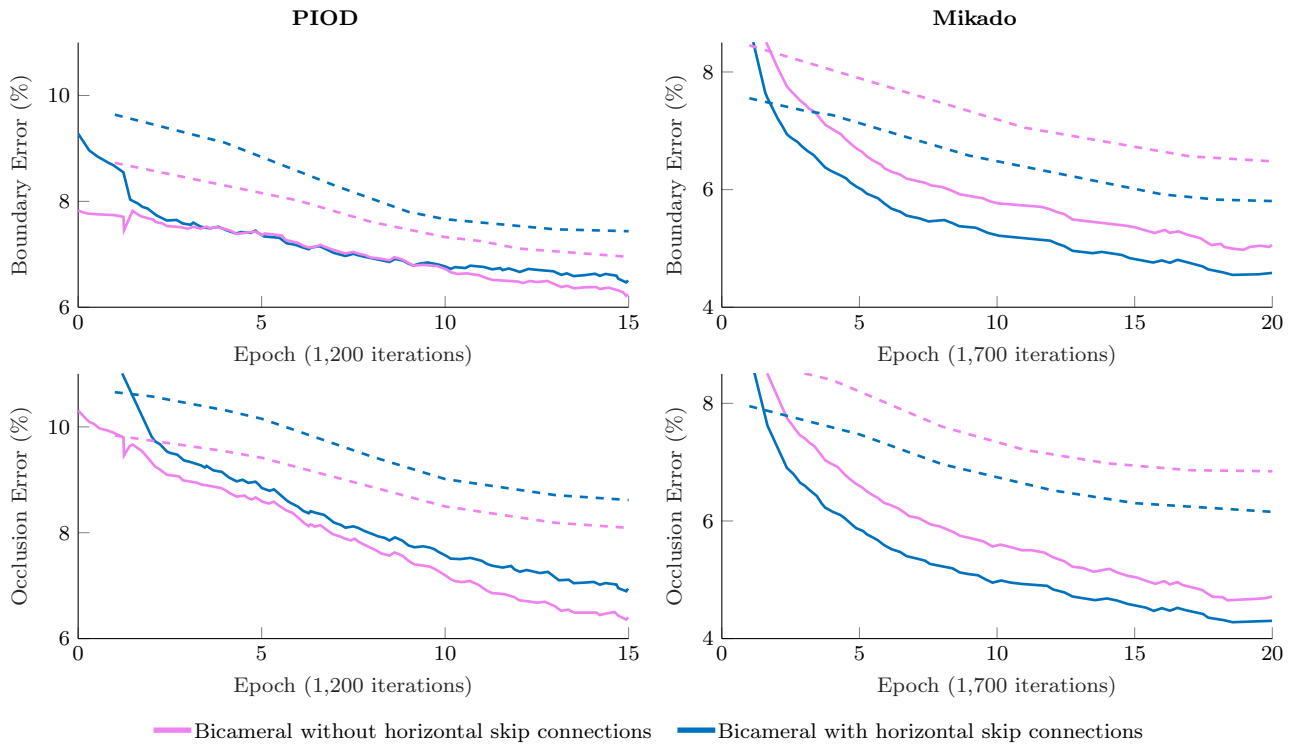 PIOD
Mikado
Boundary Error (%)
10
8
6
0
5
10
15
Epoch (1,200 iterations)
Boundary Error (%)
8
6
4
0
5
10
15
20
Epoch (1,700 iterations)
Occlusion Error (%)
10
8
6
0
5
10
15
Epoch (1,200 iterations)
Occlusion Error (%)
8
6
4
0
5
10
15
20
Epoch (1,700 iterations)
Bicameral without horizontal skip connections
Bicameral with horizontal skip connections